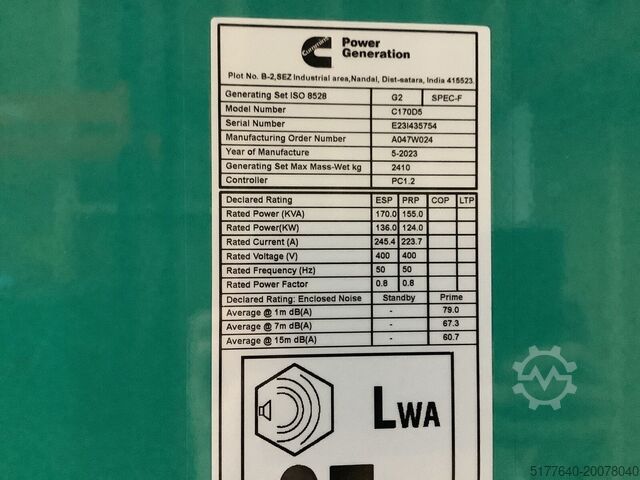 Cummins
Power
Generation
Plot No. B-2,SEZ Industrial area,Nandal, Dist-satara, India 415523.
Generating Set ISO 8528 G2 SPEC-F
Model Number C170D5
Serial Number E23I435754
Manufacturing Order Number A047W024
Year of Manufacture 5-2023
Generating Set Max Mass-Wet kg 2410
Controller PC1.2
Declared Rating ESP PRP COP LTP
Rated Power (KVA) 170.0 155.0
Rated Power(KW) 136.0 124.0
Rated Current (A) 245.4 223.7
Rated Voltage (V) 400 400
Rated Frequency (Hz) 50 50
Rated Power Factor 0.8 0.8
Declared Rating: Enclosed Noise Standby Prime
Average @ 1m dB(A) - 79.0
Average @ 7m dB(A) - 67.3
Average @ 15m dB(A) - 60.7
LWA
5177640-20078040